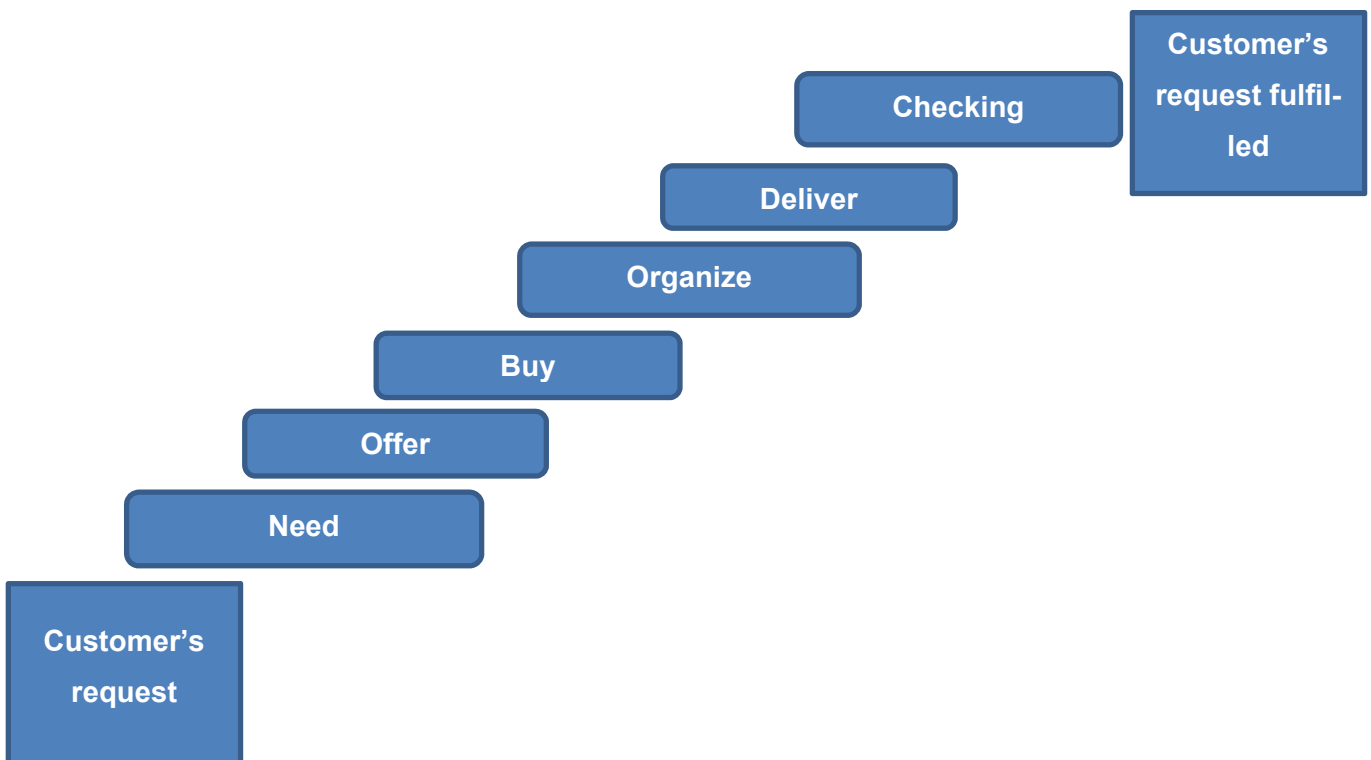 Customer’s
request fulfil-
led
Checking
Deliver
Organize
Buy
Offer
Need
Customer’s
request